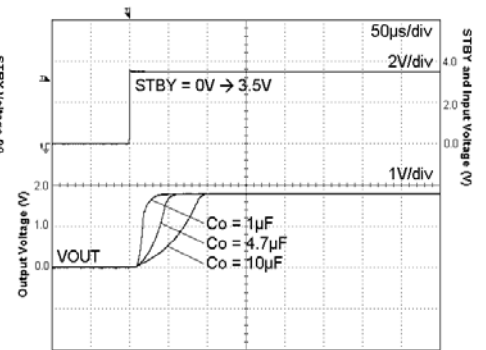 50µs/div
2V/div
STBY = 0V → 3.5V
4.0
2.0
0.0
STBY and Input Voltage (V)
1V/div
2.0
1.0
0.0
Output Voltage (V)
VOUT
Co = 1µF
Co = 4.7µF
Co = 10µF